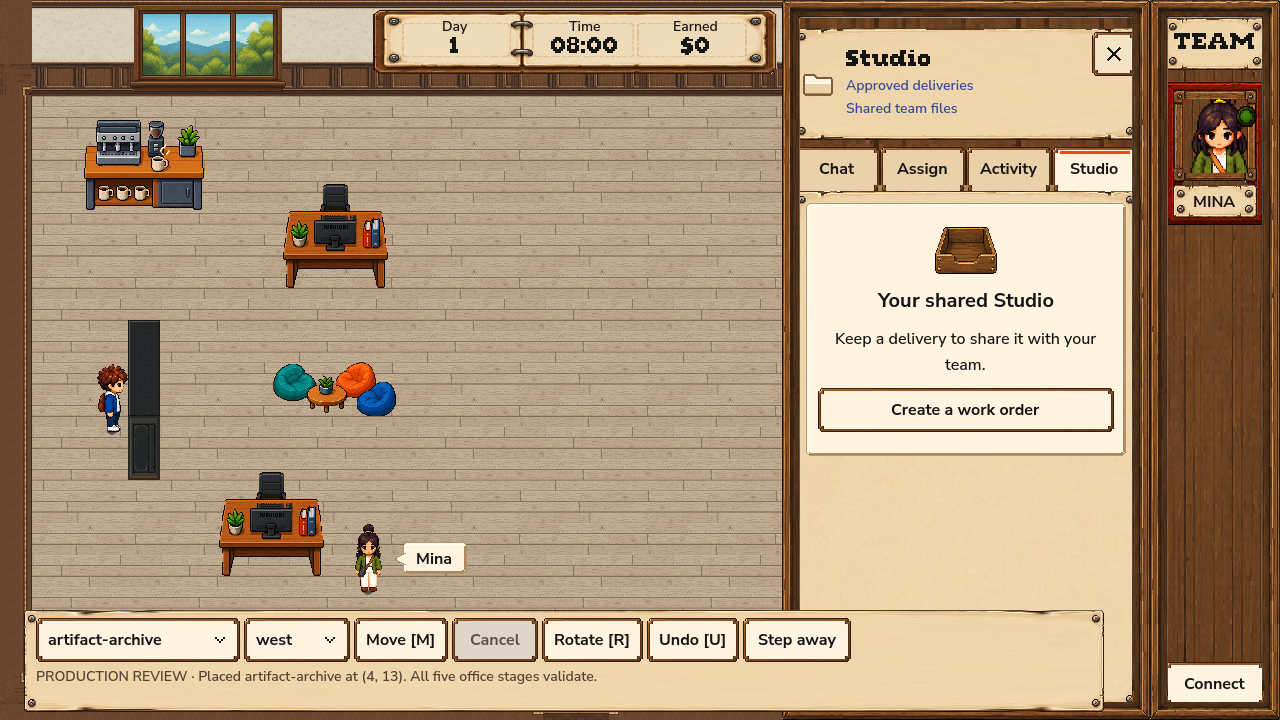 Day
1
Time
08:00
Earned
$0
Studio
Approved deliveries
Shared team files
TEAM
MINA
Chat
Assign
Activity
Studio
Your shared Studio
Keep a delivery to share it with your
team.
Create a work order
Mina
artifact-archive
west
Move [M]
Cancel
Rotate [R]
Undo [U]
Step away
PRODUCTION REVIEW · Placed artifact-archive at (4, 13). All five office stages validate.
Connect